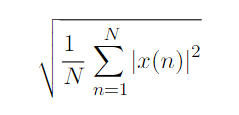 √(1/N ∑_{n=1}^{N} |x(n)|²)